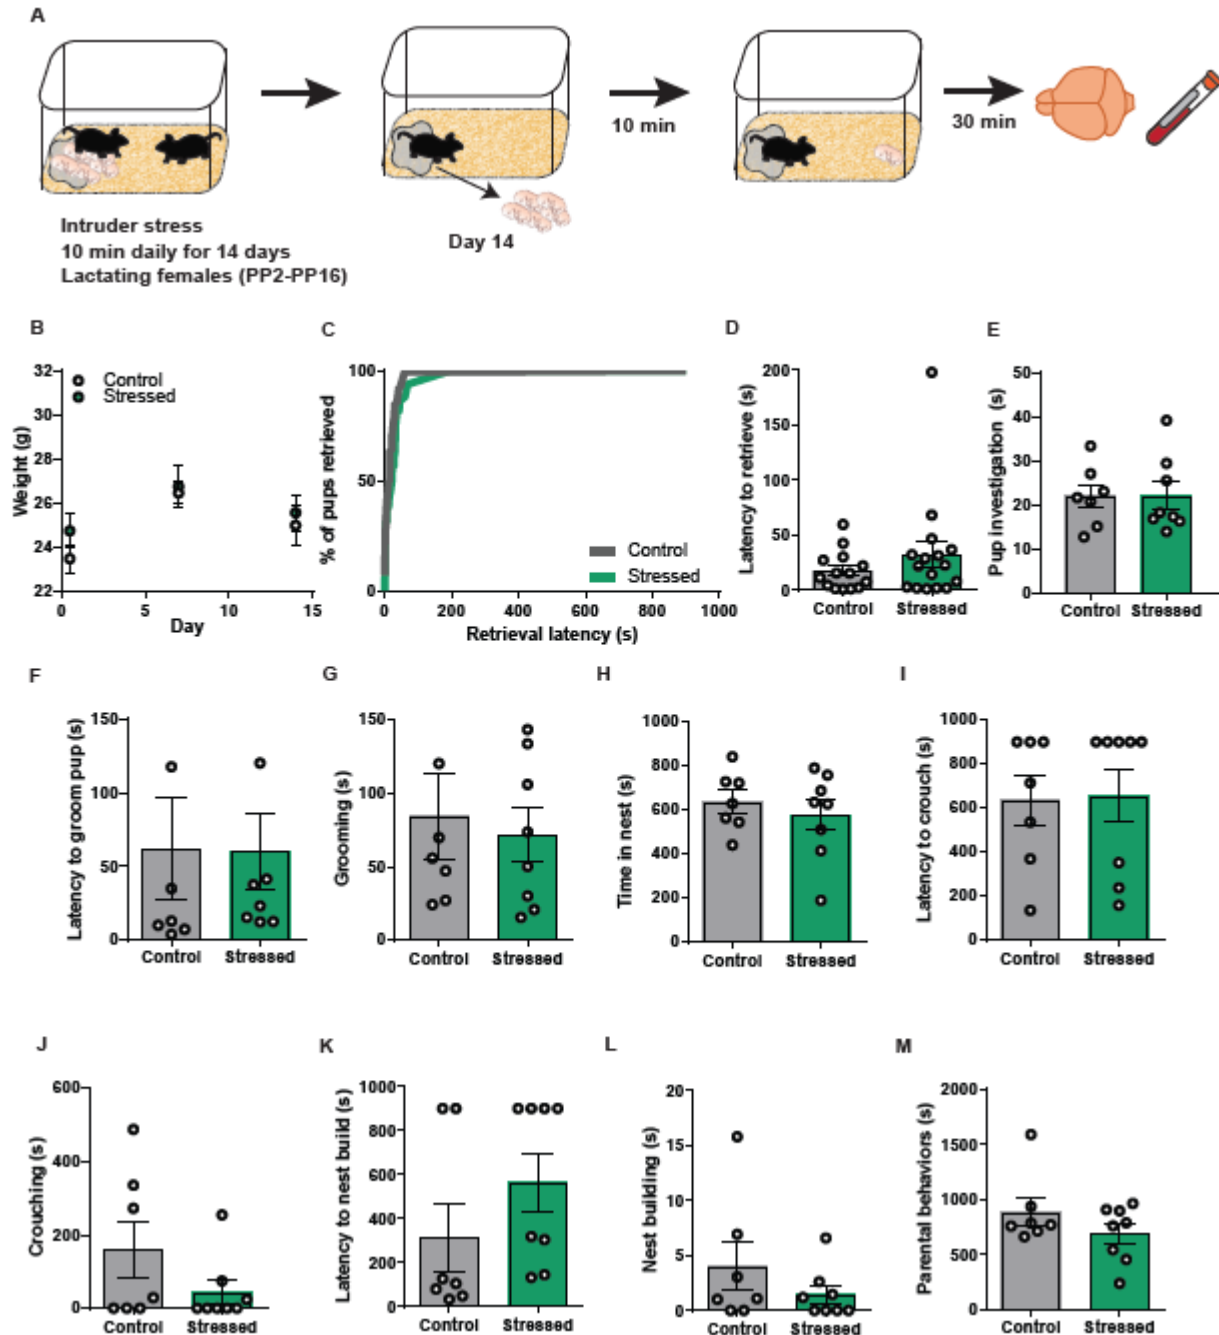 A
10 min
30 min
Intruder stress
10 min daily for 14 days
Lactating females (PP2-PP16)
Day 14
B
C
D
E
Weight (g)
32
30
28
26
24
22
0
5
10
15
Day
Control
Stressed
% of pups retrieved
100
50
0
0
200
400
600
800
1000
Retrieval latency (s)
Control
Stressed
Latency to retrieve (s)
200
150
100
50
0
Control
Stressed
Pup investigation (s)
50
40
30
20
10
0
Control
Stressed
F
G
H
I
Latency to groom pup (s)
150
100
50
0
Control
Stressed
Grooming (s)
150
100
50
0
Control
Stressed
Time in nest (s)
1000
800
600
400
200
0
Control
Stressed
Latency to crouch (s)
1000
800
600
400
200
0
Control
Stressed
J
K
L
M
Crouching (s)
600
400
200
0
Control
Stressed
Latency to nest build (s)
1000
800
600
400
200
0
Control
Stressed
Nest building (s)
20
15
10
5
0
Control
Stressed
Parental behaviors (s)
2000
1500
1000
500
0
Control
Stressed